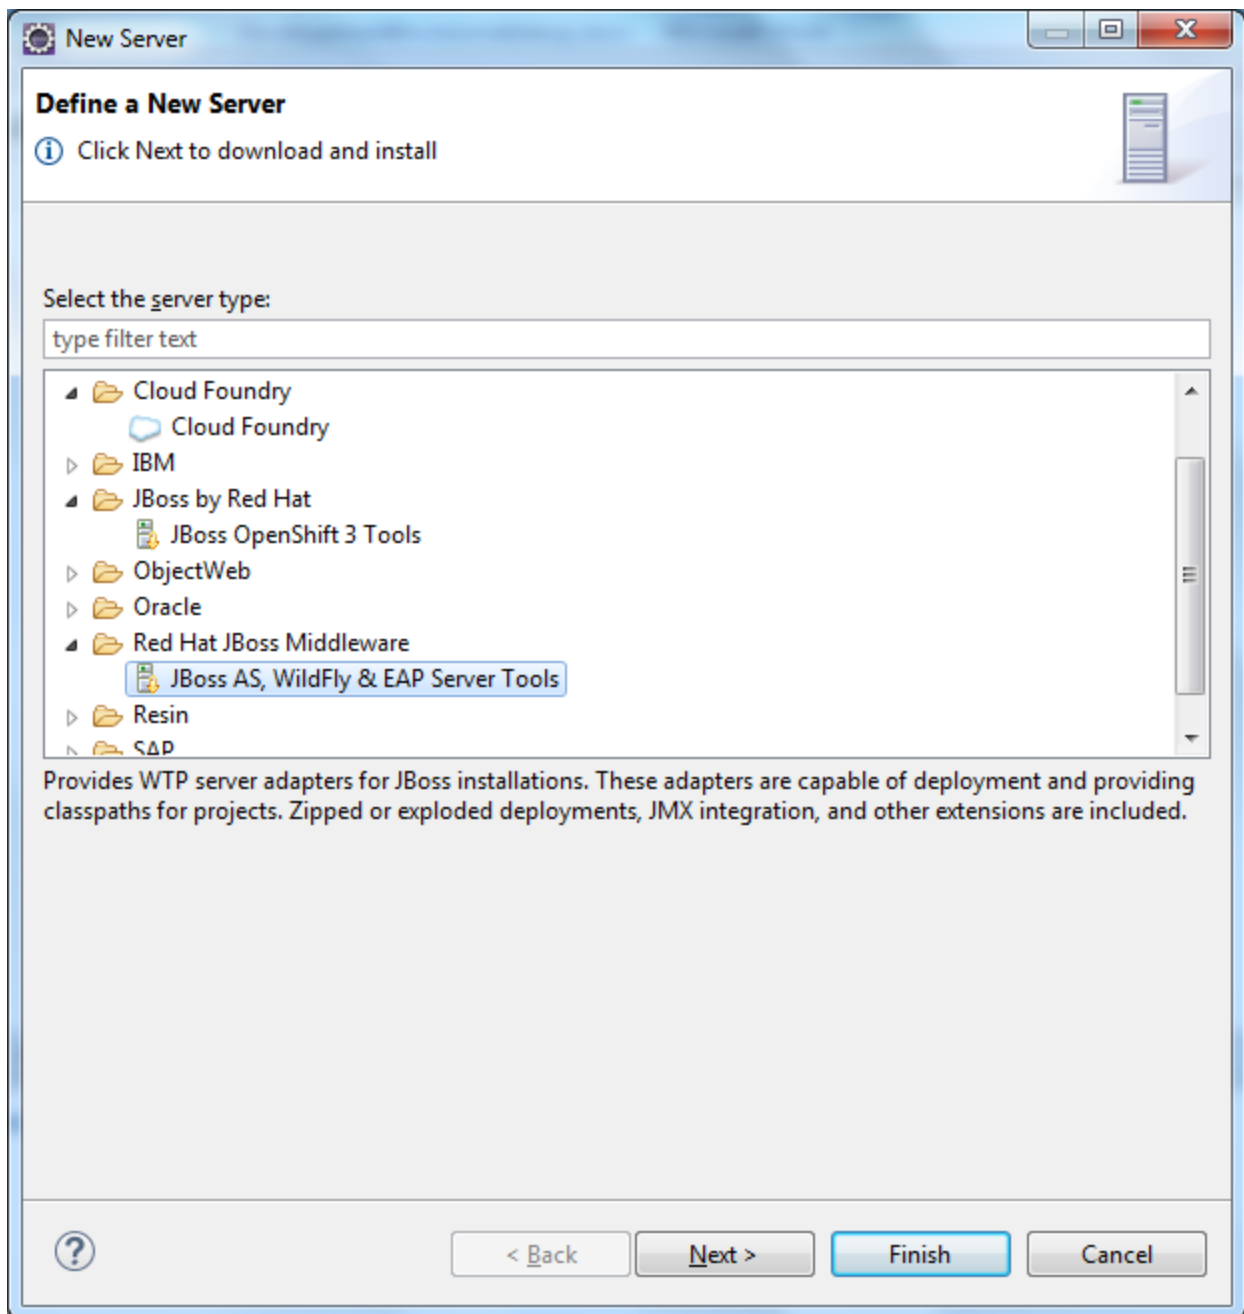 New Server
Define a New Server
Click Next to download and install
Select the server type:
type filter text
Cloud Foundry
Cloud Foundry
IBM
JBoss by Red Hat
JBoss OpenShift 3 Tools
ObjectWeb
Oracle
Red Hat JBoss Middleware
JBoss AS, WildFly & EAP Server Tools
Resin
SAP
Provides WTP server adapters for JBoss installations. These adapters are capable of deployment and providing
classpaths for projects. Zipped or exploded deployments, JMX integration, and other extensions are included.
< Back Next > Finish Cancel